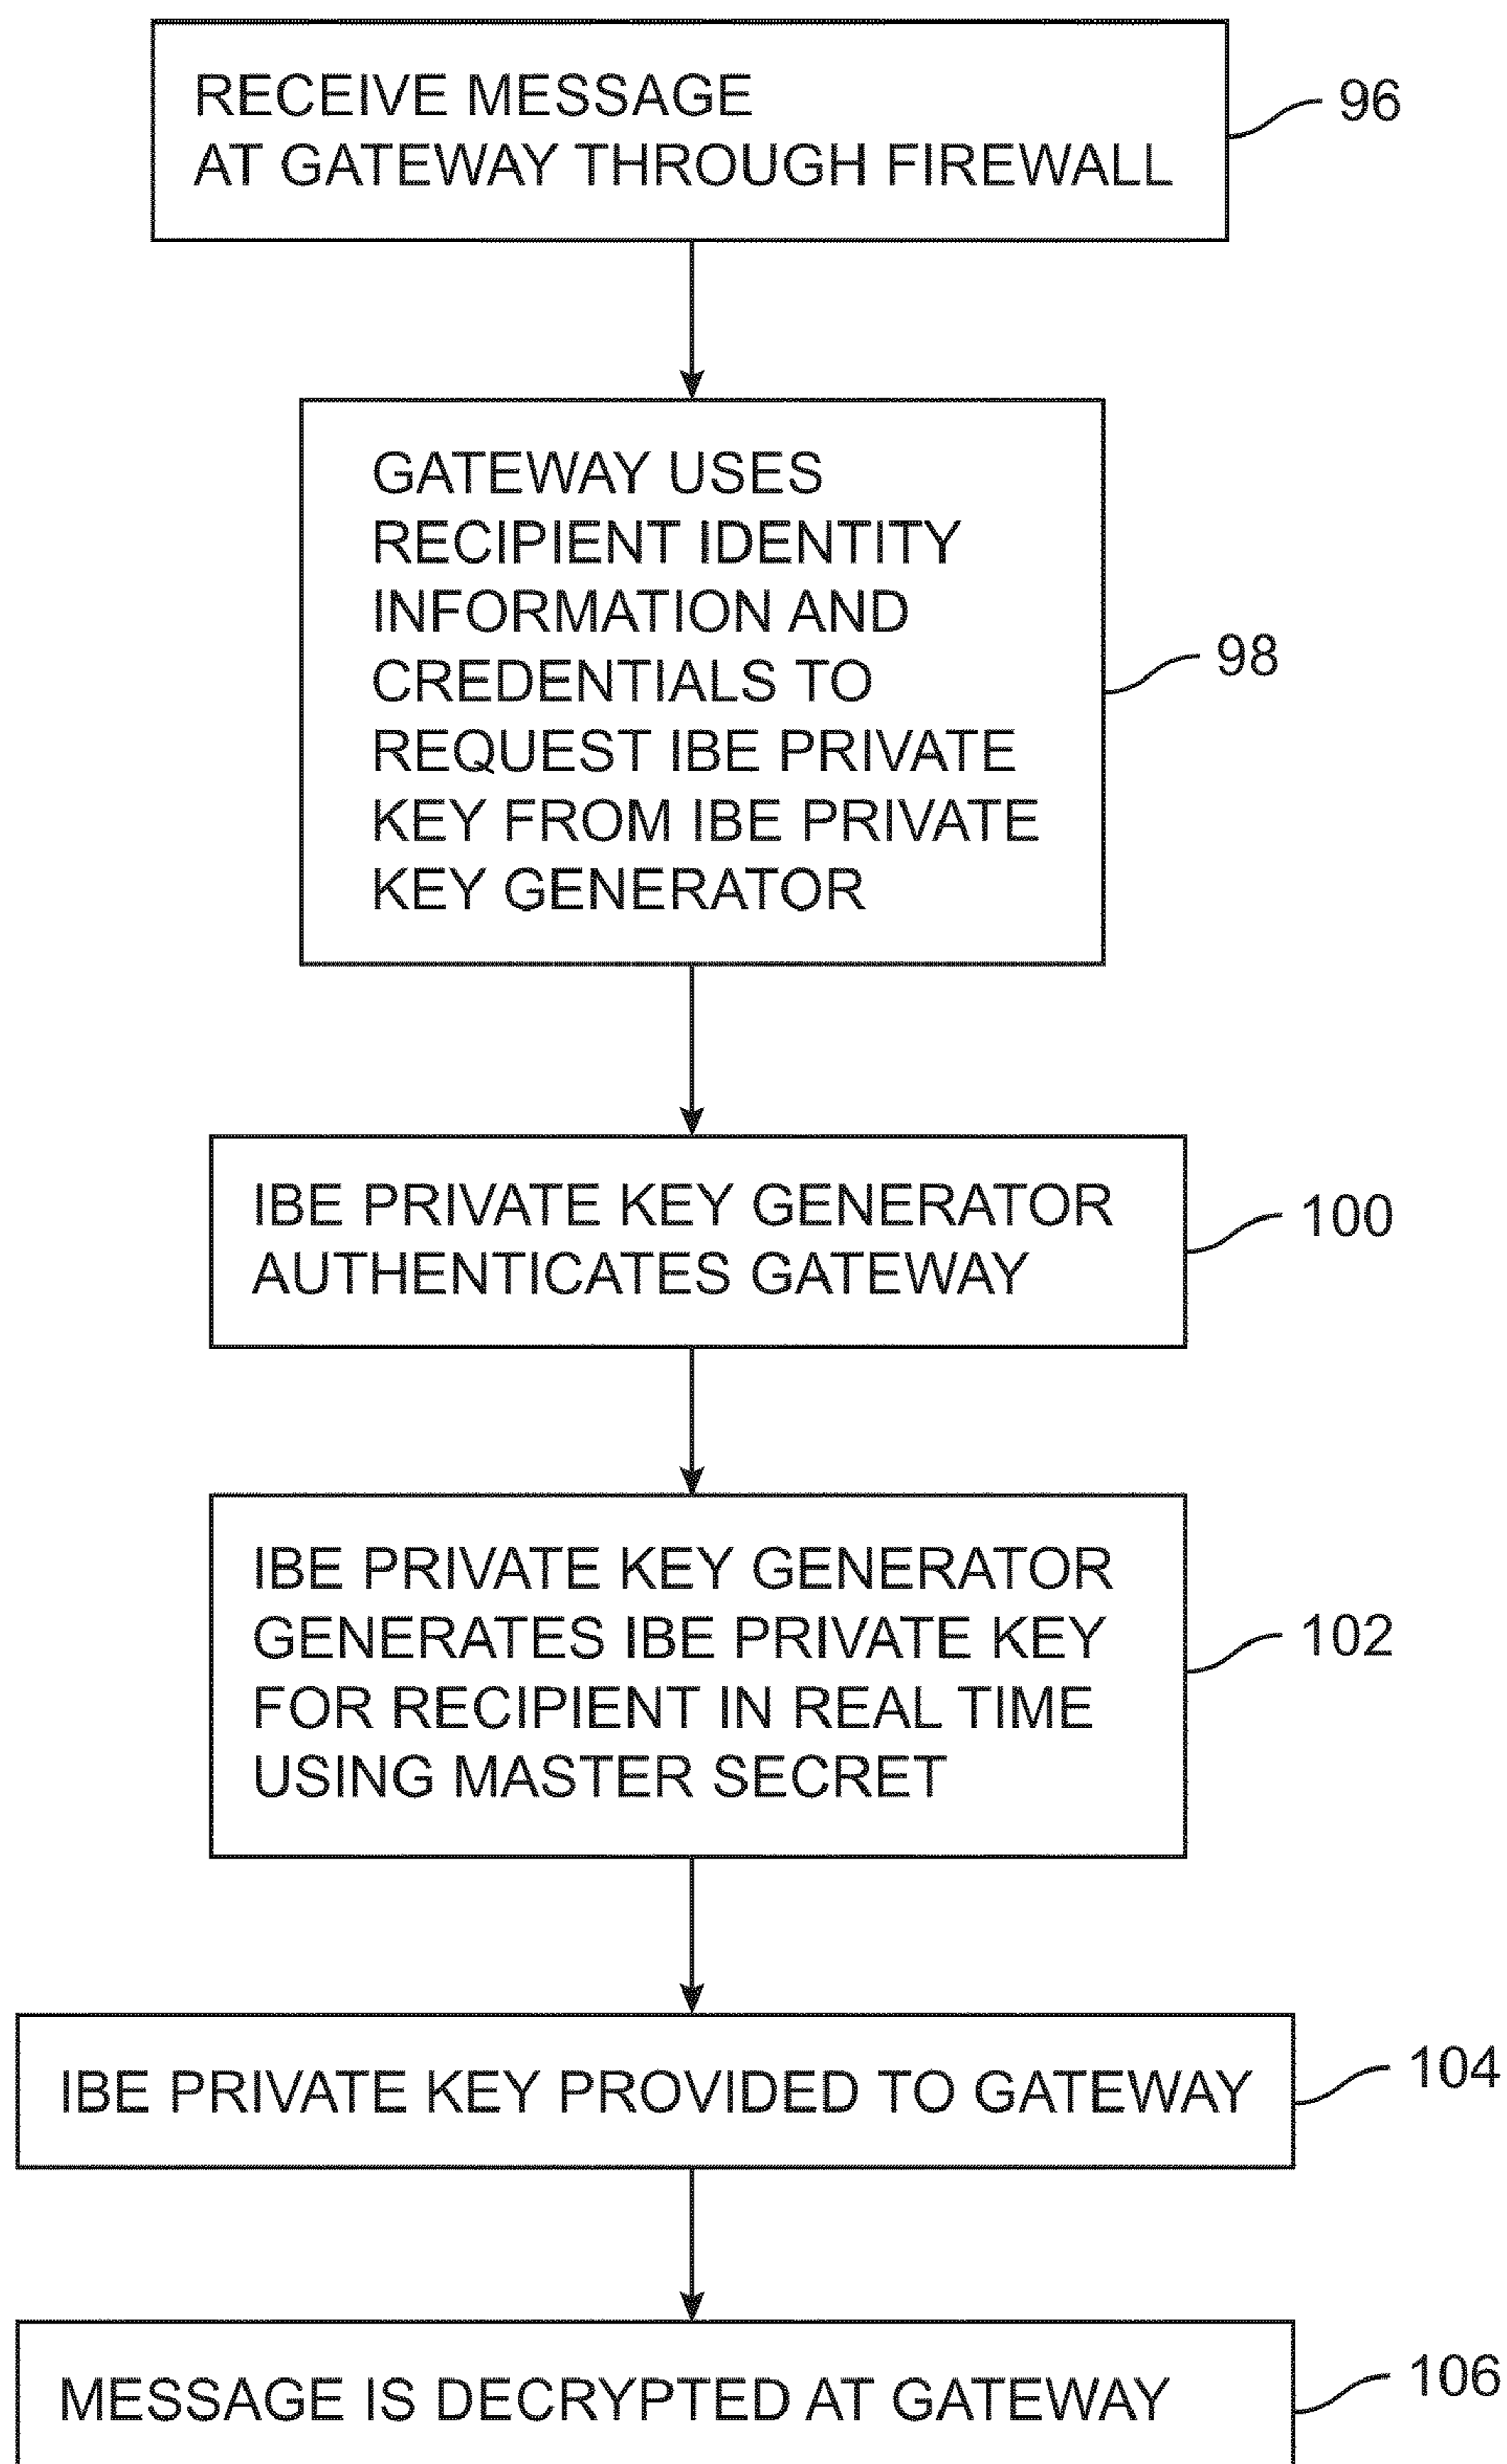 RECEIVE MESSAGE
AT GATEWAY THROUGH FIREWALL
96
GATEWAY USES
RECIPIENT IDENTITY
INFORMATION AND
CREDENTIALS TO
REQUEST IBE PRIVATE
KEY FROM IBE PRIVATE
KEY GENERATOR
98
IBE PRIVATE KEY GENERATOR
AUTHENTICATES GATEWAY
100
IBE PRIVATE KEY GENERATOR
GENERATES IBE PRIVATE KEY
FOR RECIPIENT IN REAL TIME
USING MASTER SECRET
102
IBE PRIVATE KEY PROVIDED TO GATEWAY
104
MESSAGE IS DECRYPTED AT GATEWAY
106